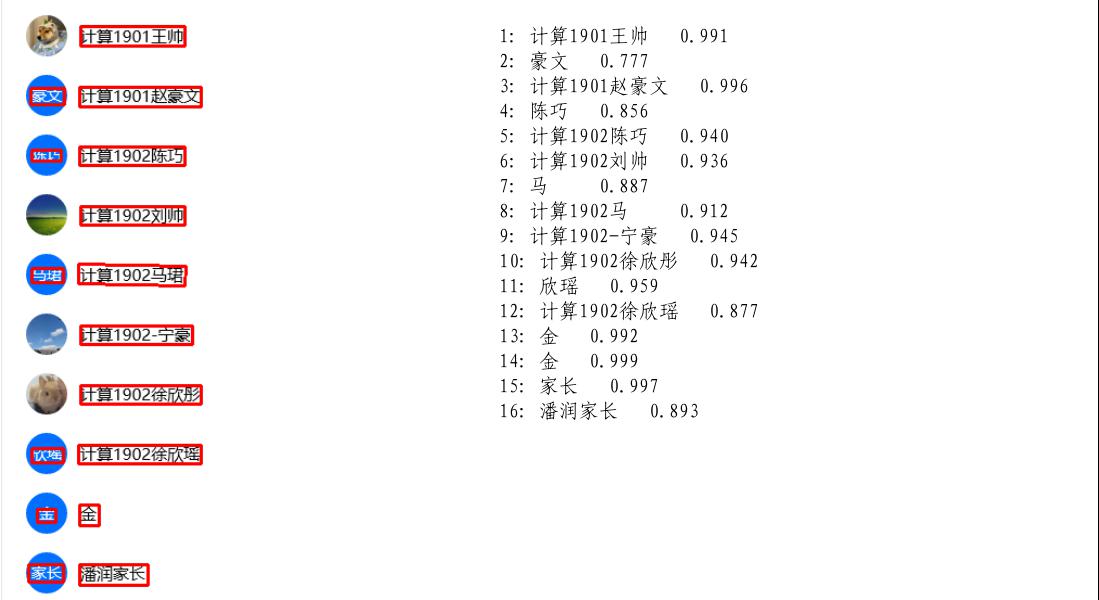 计算1901王帅
豪文
计算1901赵豪文
陈巧
计算1902陈巧
计算1902刘帅
马珺
计算1902马珺
计算1902-宁豪
计算1902徐欣彤
欣瑶
计算1902徐欣瑶
金
金
家长
潘润家长
1: 计算1901王帅 0.991
2: 豪文 0.777
3: 计算1901赵豪文 0.996
4: 陈巧 0.856
5: 计算1902陈巧 0.940
6: 计算1902刘帅 0.936
7: 马 0.887
8: 计算1902马 0.912
9: 计算1902-宁豪 0.945
10: 计算1902徐欣彤 0.942
11: 欣瑶 0.959
12: 计算1902徐欣瑶 0.877
13: 金 0.992
14: 金 0.999
15: 家长 0.997
16: 潘润家长 0.893